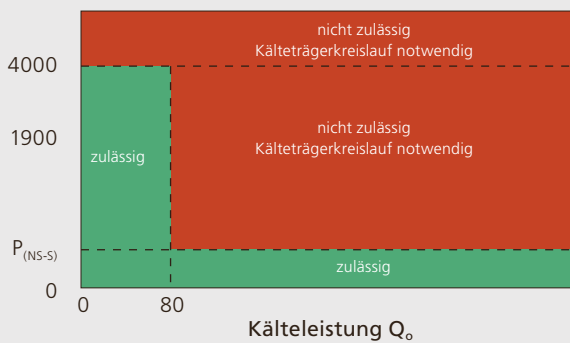 nicht zulässig
Kälteträgerkreislauf notwendig
4000
1900
nicht zulässig
Kälteträgerkreislauf notwendig
zulässig
P(NS-S)
zulässig
0
0 80
Kälteleistung Qo